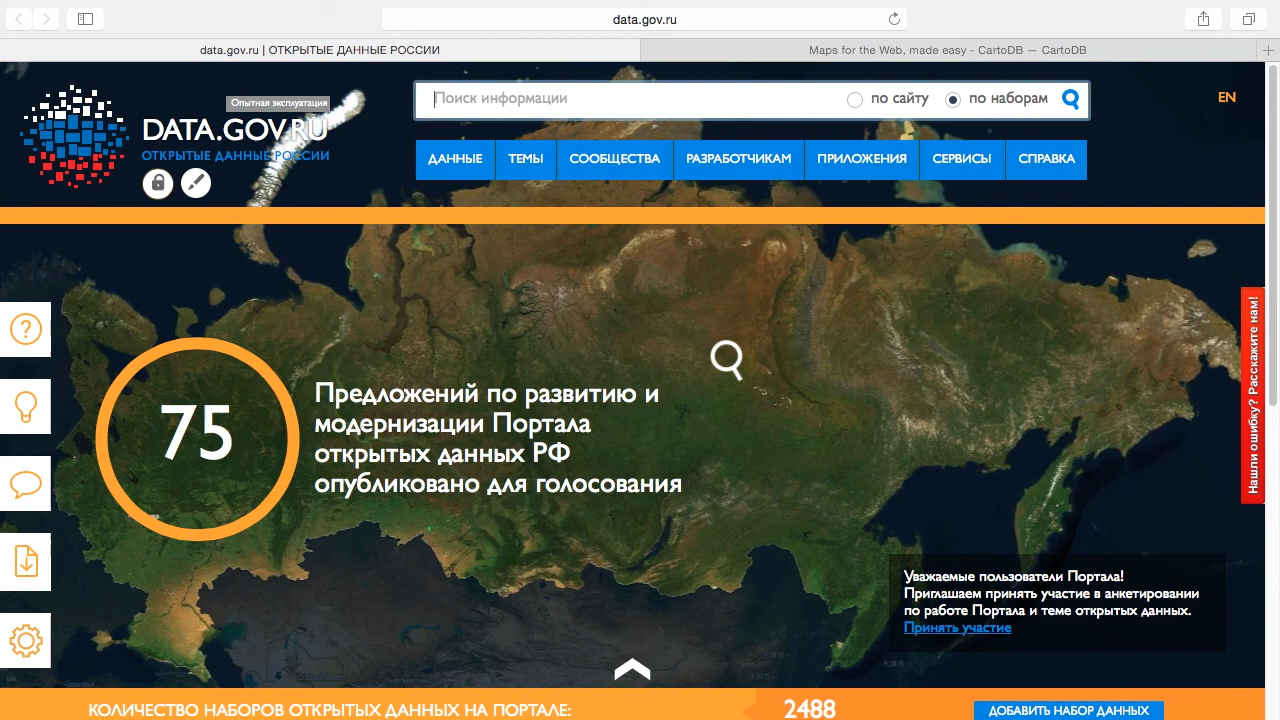 data.gov.ru
data.gov.ru | ОТКРЫТЫЕ ДАННЫЕ РОССИИ
Maps for the Web, made easy - CartoDB — CartoDB
Опытная эксплуатация
DATA.GOV.RU
ОТКРЫТЫЕ ДАННЫЕ РОССИИ
Поиск информации
по сайту
по наборам
EN
ДАННЫЕ
ТЕМЫ
СООБЩЕСТВА
РАЗРАБОТЧИКАМ
ПРИЛОЖЕНИЯ
СЕРВИСЫ
СПРАВКА
75
Предложений по развитию и
модернизации Портала
открытых данных РФ
опубликовано для голосования
Нашли ошибку? Расскажите нам!
Уважаемые пользователи Портала!
Приглашаем принять участие в анкетировании
по работе Портала и теме открытых данных.
Принять участие
КОЛИЧЕСТВО НАБОРОВ ОТКРЫТЫХ ДАННЫХ НА ПОРТАЛЕ:
2488
ДОБАВИТЬ НАБОР ДАННЫХ